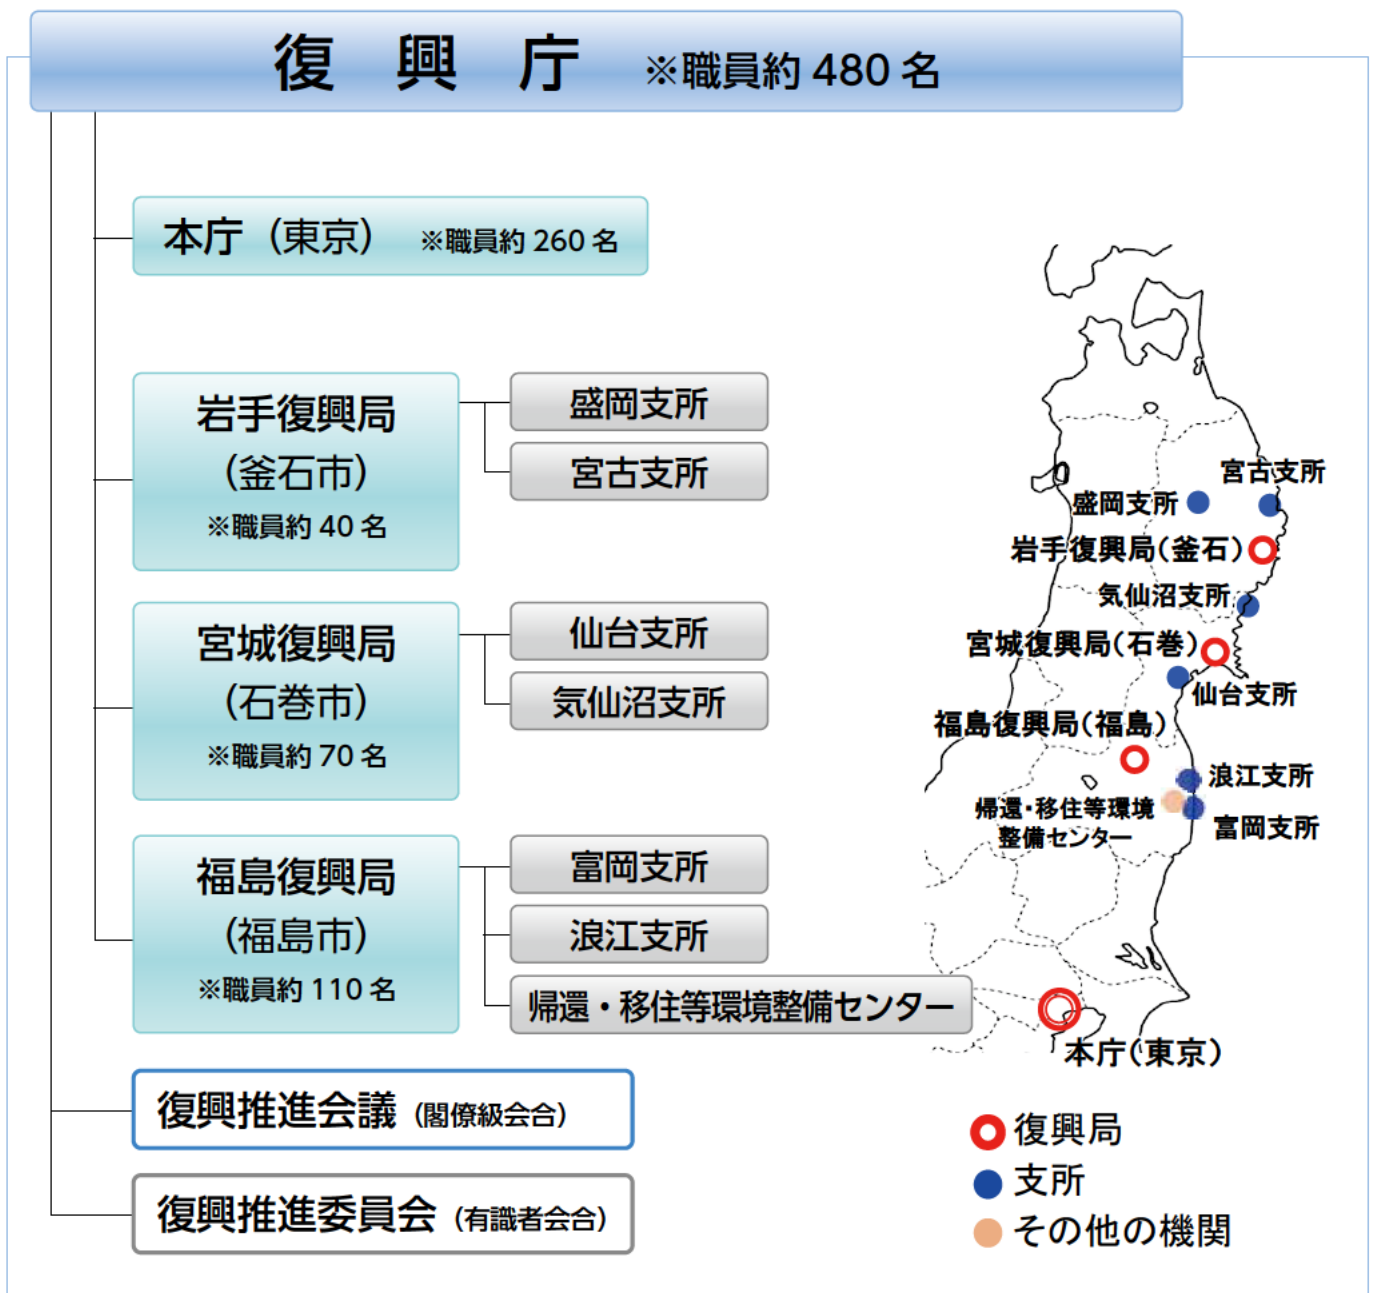 復興庁 ※職員約 480 名
本庁（東京） ※職員約 260 名
岩手復興局
（釜石市）
※職員約 40 名
盛岡支所
宮古支所
宮城復興局
（石巻市）
※職員約 70 名
仙台支所
気仙沼支所
福島復興局
（福島市）
※職員約 110 名
富岡支所
浪江支所
帰還・移住等環境整備センター
復興推進会議（閣僚級会合）
復興推進委員会（有識者会合）
宮古支所
盛岡支所
岩手復興局（釜石）
気仙沼支所
宮城復興局（石巻）
仙台支所
福島復興局（福島）
浪江支所
帰還・移住等環境
整備センター
富岡支所
本庁（東京）
復興局
支所
その他の機関